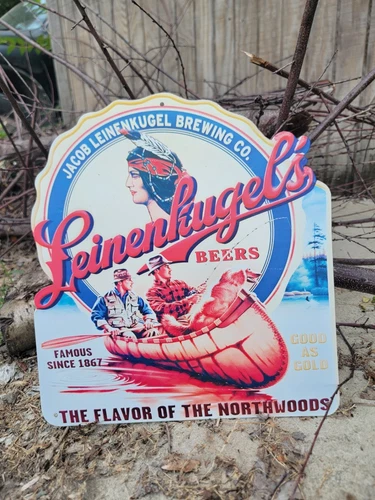 JACOB LEINENKUGEL BREWING CO.
Leinenkugel's
BEERS
FAMOUS
SINCE 1867
GOOD
AS
GOLD
THE FLAVOR OF THE NORTHWOODS